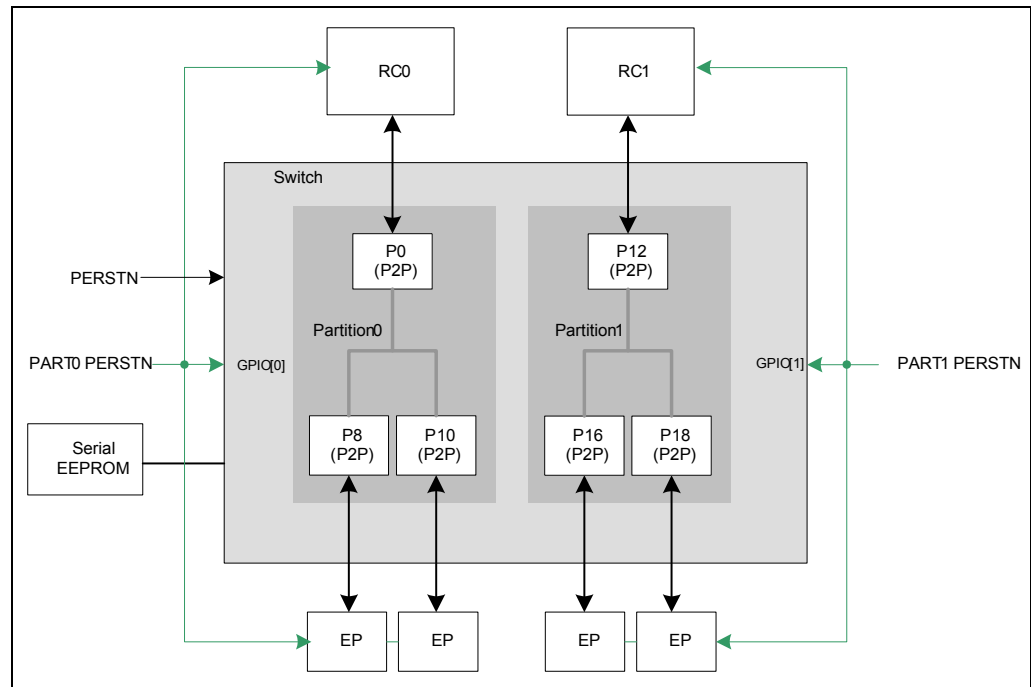 RC0
RC1
Switch
P0
(P2P)
P12
(P2P)
PERSTN
Partition0
Partition1
PART0 PERSTN
GPIO[0]
GPIO[1]
PART1 PERSTN
P8
(P2P)
P10
(P2P)
P16
(P2P)
P18
(P2P)
Serial
EEPROM
EP
EP
EP
EP